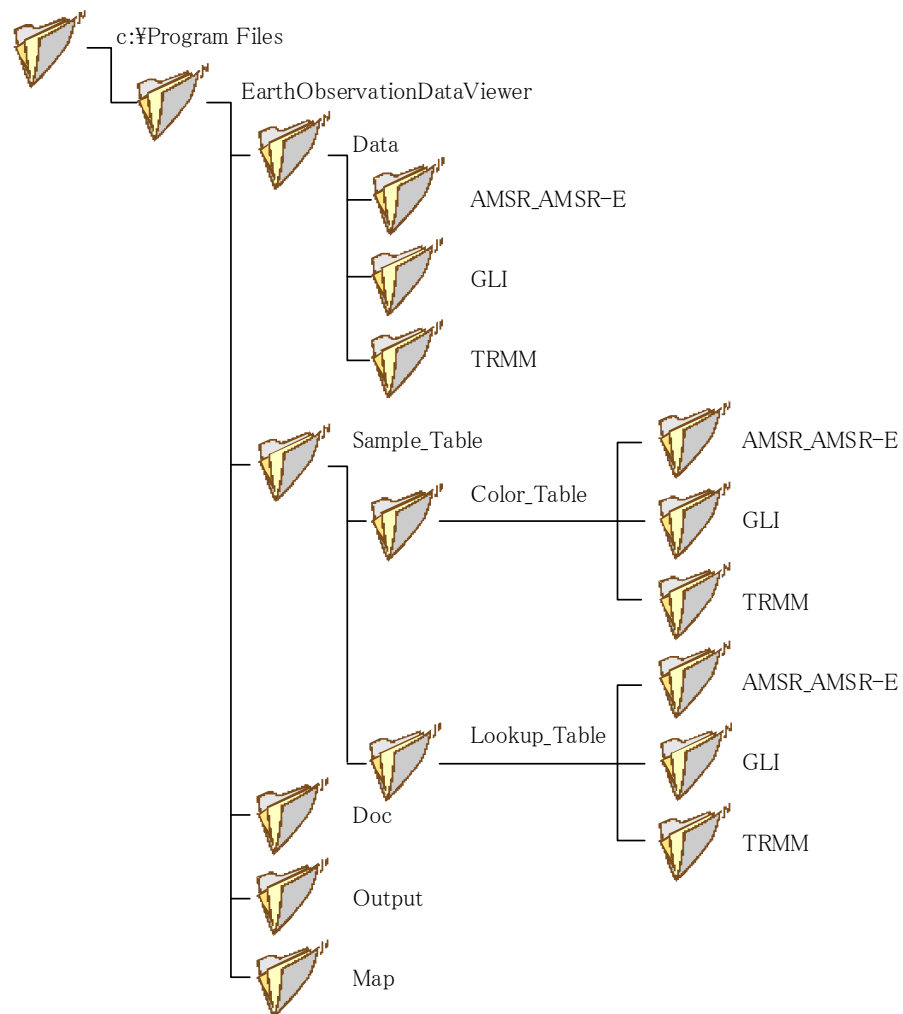 c:¥Program Files
EarthObservationDataViewer
Data
AMSR_AMSR-E
GLI
TRMM
Sample_Table
Color_Table
AMSR_AMSR-E
GLI
TRMM
Lookup_Table
AMSR_AMSR-E
GLI
TRMM
Doc
Output
Map